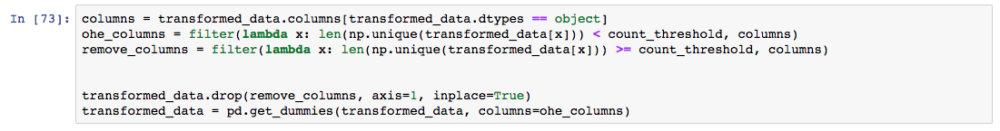 In [73]: columns = transformed_data.columns[transformed_data.dtypes == object]
ohe_columns = filter(lambda x: len(np.unique(transformed_data[x])) < count_threshold, columns)
remove_columns = filter(lambda x: len(np.unique(transformed_data[x])) >= count_threshold, columns)
transformed_data.drop(remove_columns, axis=1, inplace=True)
transformed_data = pd.get_dummies(transformed_data, columns=ohe_columns)